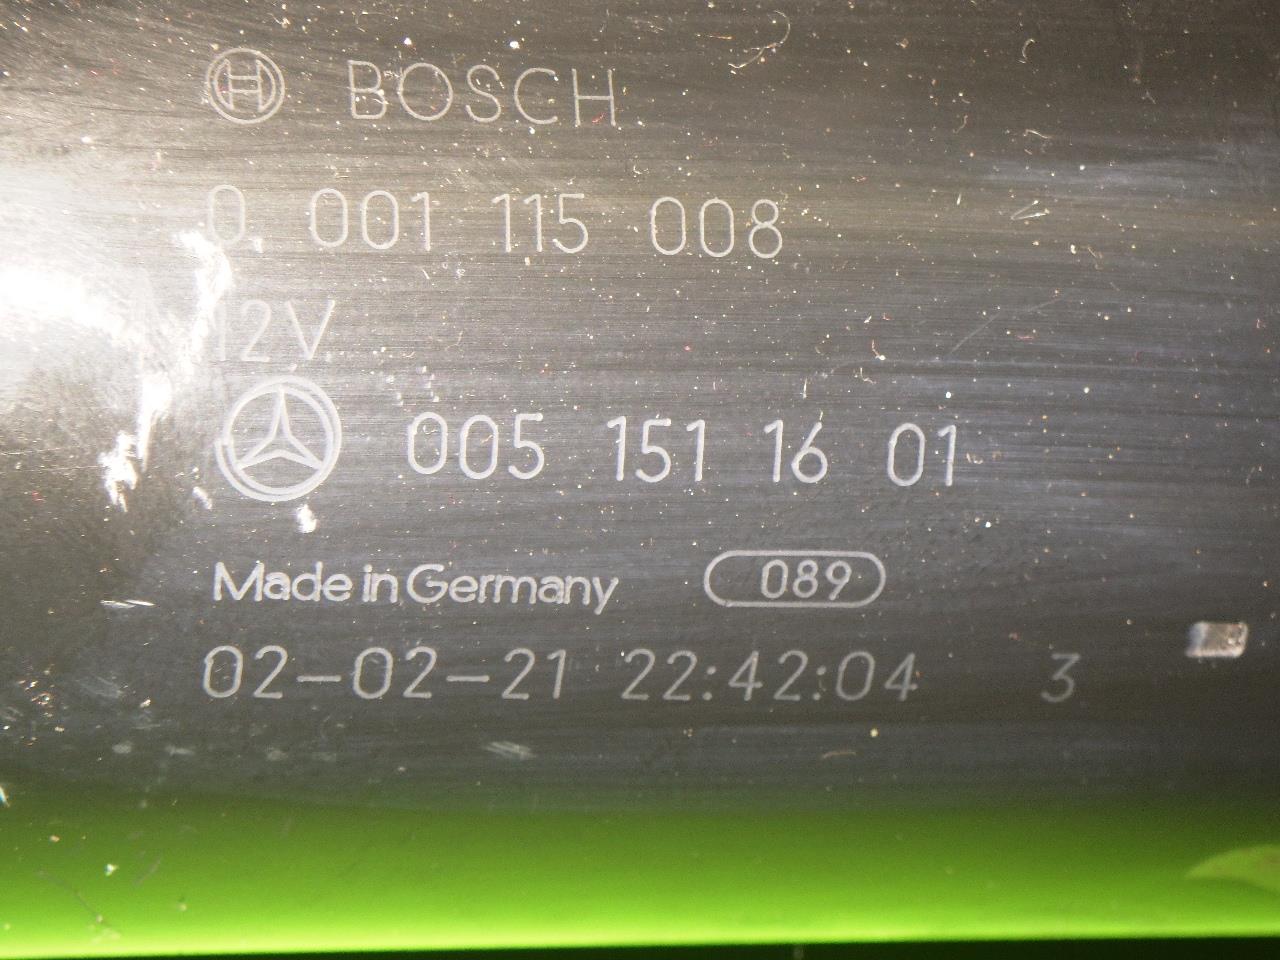 BOSCH
0 001 115 008
12V
005 151 16 01
Made in Germany 089
02-02-21 22:42:04 3